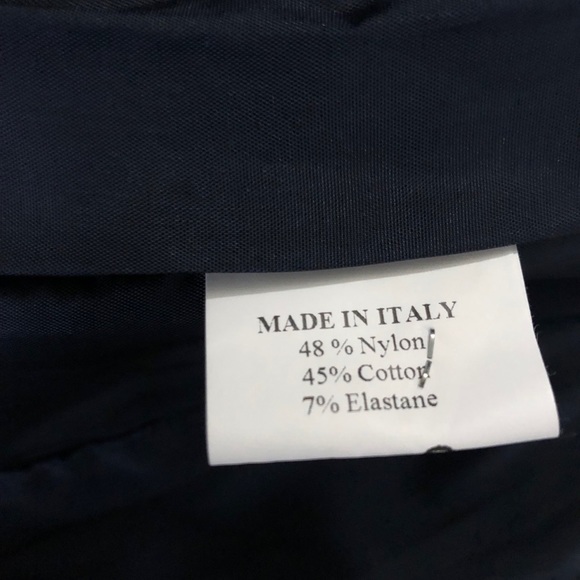 MADE IN ITALY
48 % Nylon
45% Cotton
7% Elastane